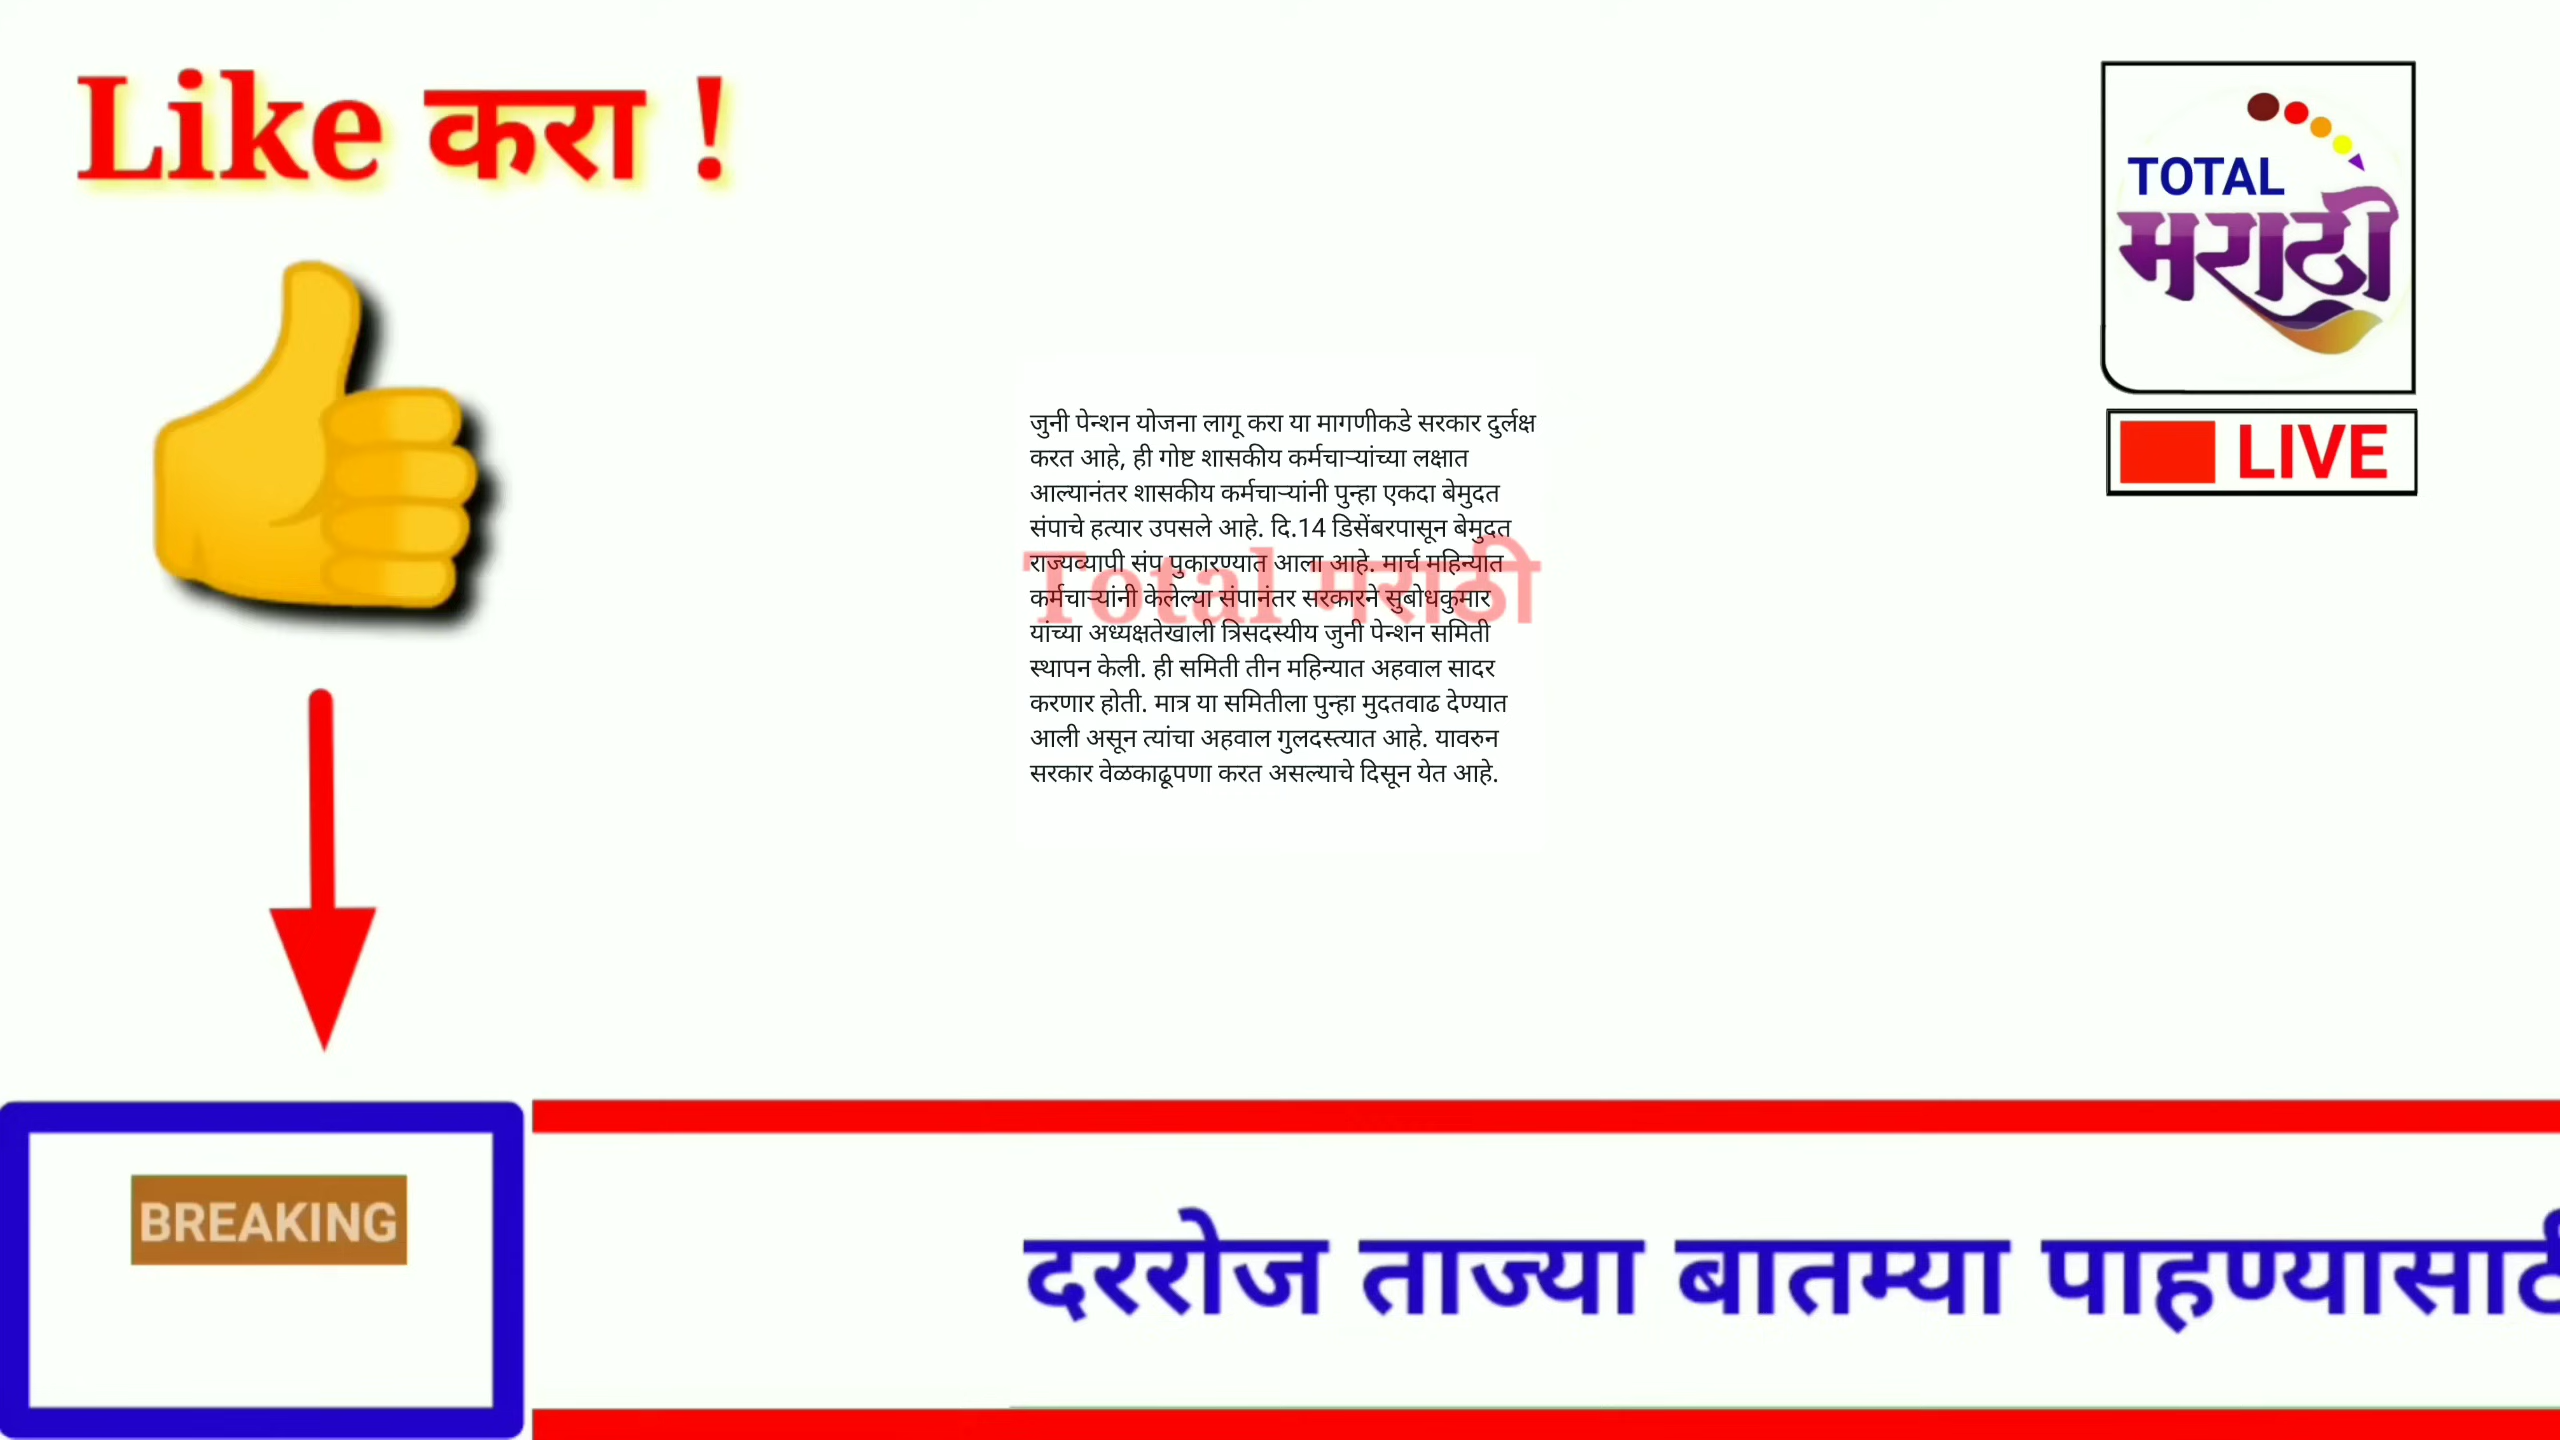 Like करा !
TOTAL
मराठी
LIVE
जुनी पेन्शन योजना लागू करा या मागणीकडे सरकार दुर्लक्ष
करत आहे, ही गोष्ट शासकीय कर्मचाऱ्यांच्या लक्षात
आल्यानंतर शासकीय कर्मचाऱ्यांनी पुन्हा एकदा बेमुदत
संपाचे हत्यार उपसले आहे. दि.14 डिसेंबरपासून बेमुदत
राज्यव्यापी संप पुकारण्यात आला आहे. मार्च महिन्यात
कर्मचाऱ्यांनी केलेल्या संपानंतर सरकारने सुबोधकुमार
यांच्या अध्यक्षतेखाली त्रिसदस्यीय जुनी पेन्शन समिती
स्थापन केली. ही समिती तीन महिन्यात अहवाल सादर
करणार होती. मात्र या समितीला पुन्हा मुदतवाढ देण्यात
आली असून त्यांचा अहवाल गुलदस्त्यात आहे. यावरुन
सरकार वेळकाढूपणा करत असल्याचे दिसून येत आहे.
Total मराठी
BREAKING
दररोज ताज्या बातम्या पाहण्यासाठी